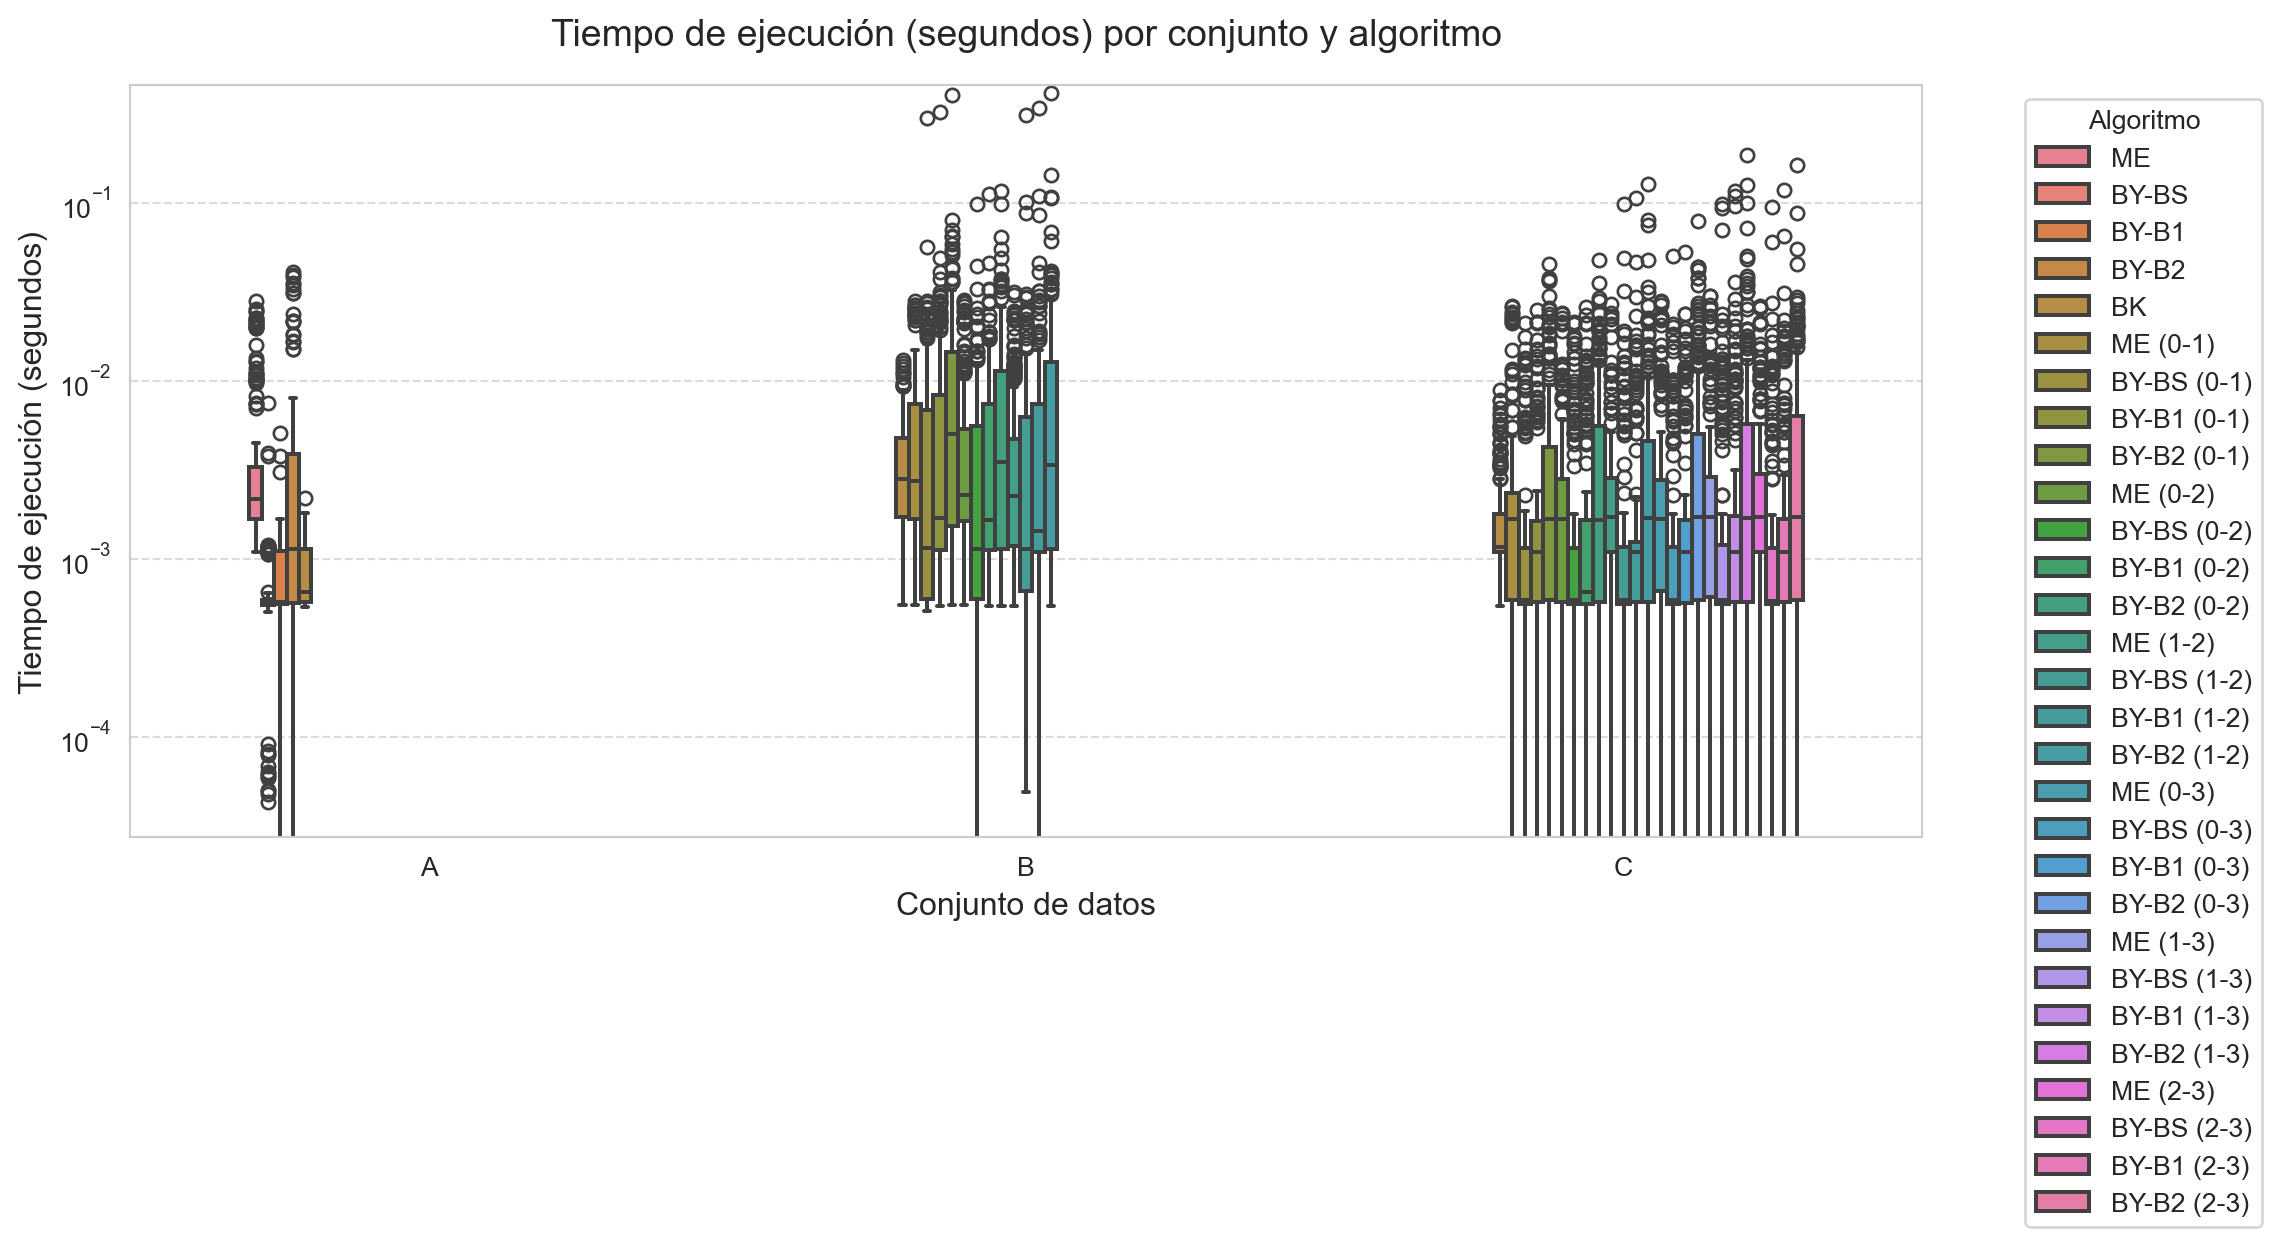 Tiempo de ejecución (segundos) por conjunto y algoritmo
Tiempo de ejecución (segundos)
10⁻¹
10⁻²
10⁻³
10⁻⁴
A
B
C
Conjunto de datos
Algoritmo
ME
BY-BS
BY-B1
BY-B2
BK
ME (0-1)
BY-BS (0-1)
BY-B1 (0-1)
BY-B2 (0-1)
ME (0-2)
BY-BS (0-2)
BY-B1 (0-2)
BY-B2 (0-2)
ME (1-2)
BY-BS (1-2)
BY-B1 (1-2)
BY-B2 (1-2)
ME (0-3)
BY-BS (0-3)
BY-B1 (0-3)
BY-B2 (0-3)
ME (1-3)
BY-BS (1-3)
BY-B1 (1-3)
BY-B2 (1-3)
ME (2-3)
BY-BS (2-3)
BY-B1 (2-3)
BY-B2 (2-3)